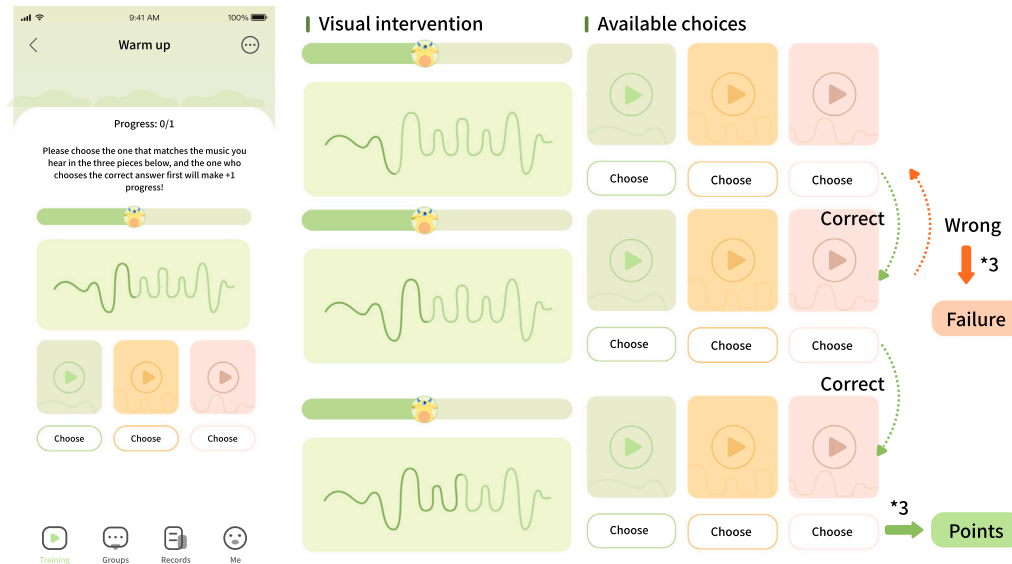 9:41 AM
100%
Warm up
Progress: 0/1
Please choose the one that matches the music you
hear in the three pieces below, and the one who
chooses the correct answer first will make +1
progress!
Choose
Choose
Choose
Training
Groups
Records
Me
Visual intervention
Available choices
Choose
Choose
Choose
Correct
Wrong
*3
Failure
Choose
Choose
Choose
Correct
Choose
Choose
Choose
*3
Points